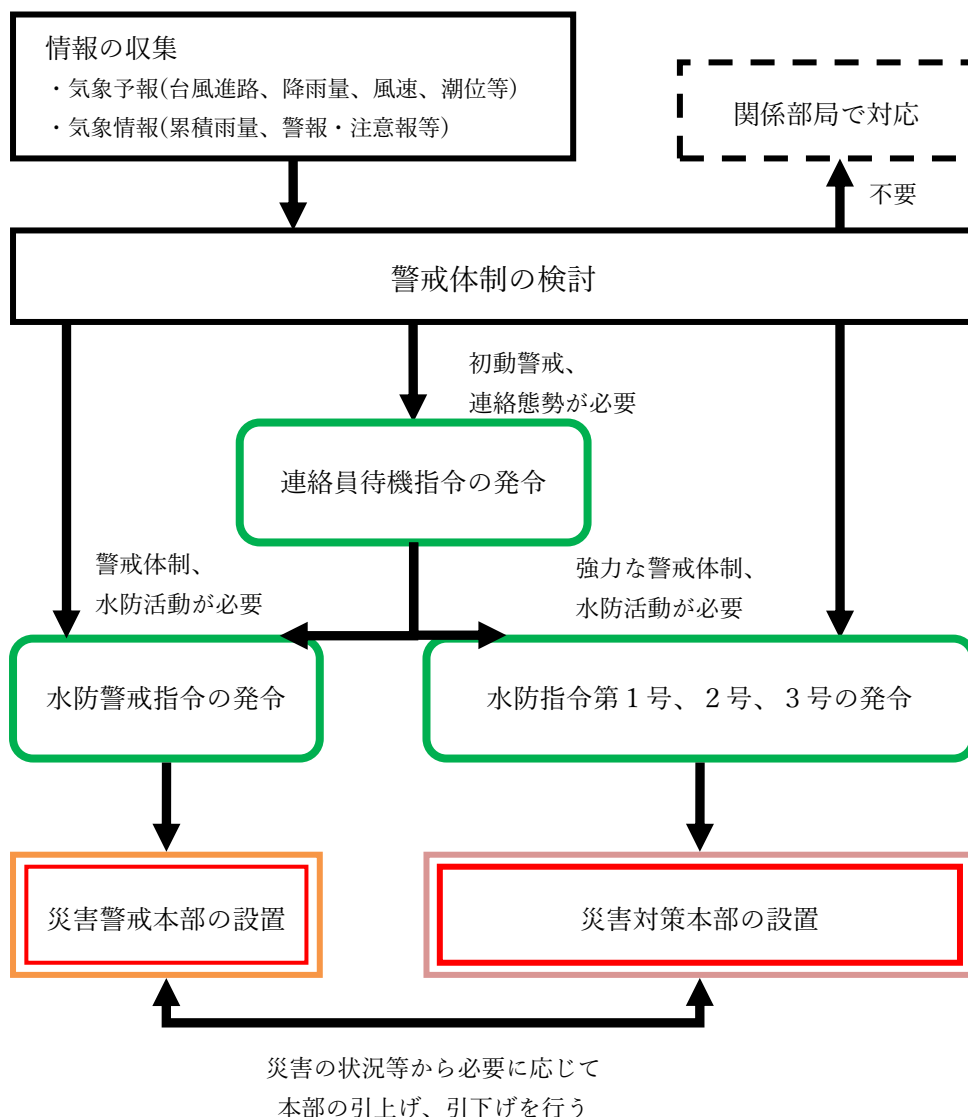 情報の収集
・気象予報(台風進路、降雨量、風速、潮位等)
・気象情報(累積雨量、警報・注意報等)
関係部局で対応
不要
警戒体制の検討
初動警戒、
連絡態勢が必要
連絡員待機指令の発令
警戒体制、
水防活動が必要
強力な警戒体制、
水防活動が必要
水防警戒指令の発令
水防指令第１号、２号、３号の発令
災害警戒本部の設置
災害対策本部の設置
災害の状況等から必要に応じて
本部の引上げ、引下げを行う